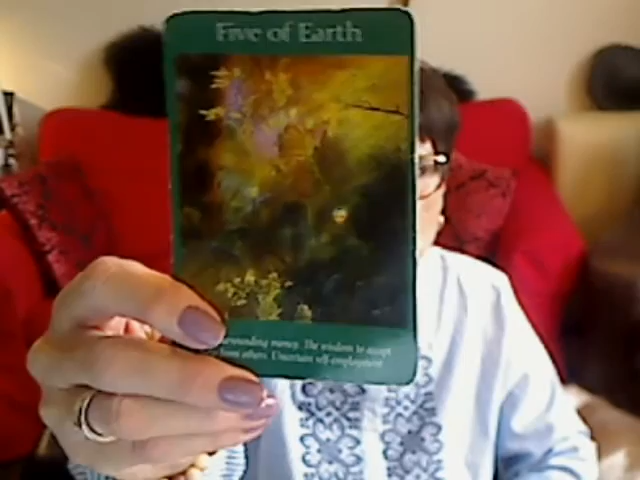 Five of Earth
surrounding money. The wisdom to accept
from others. Uncertain self-employment